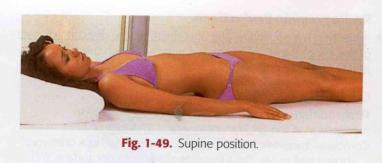 Fig. 1-49. Supine position.